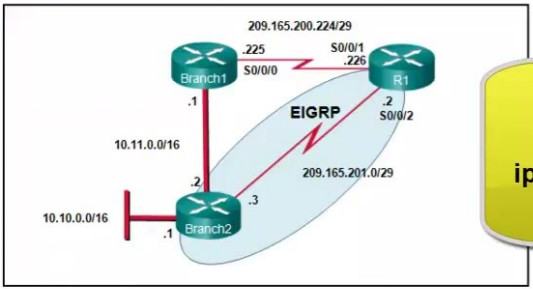 209.165.200.224/29
.225
S0/0/1
.226
S0/0/0
Branch1
R1
.1
.2
EIGRP
S0/0/2
10.11.0.0/16
209.165.201.0/29
.2
.3
10.10.0.0/16
.1
Branch2
ip